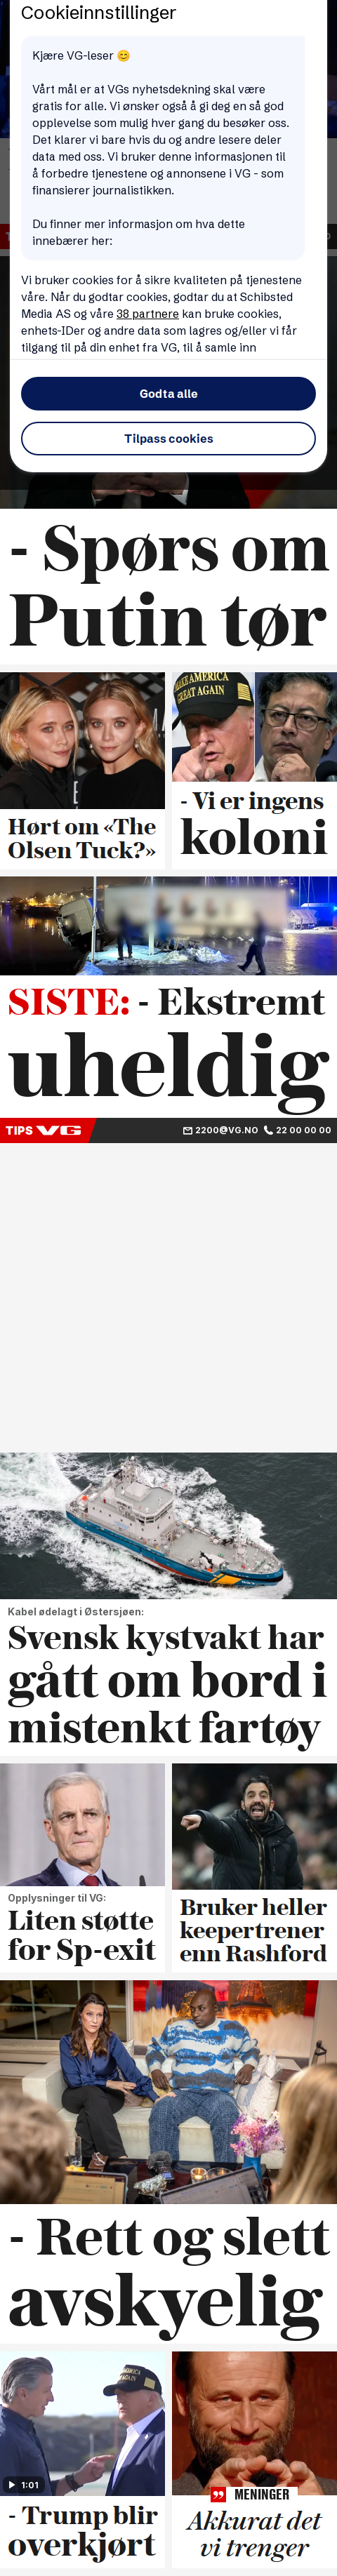 Cookieinnstillinger
Kjære VG-leser 😊
Vårt mål er at VGs nyhetsdekning skal være
gratis for alle. Vi ønsker også å gi deg en så god
opplevelse som mulig hver gang du besøker oss.
Det klarer vi bare hvis du og andre lesere deler
data med oss. Vi bruker denne informasjonen til
å forbedre tjenestene og annonsene i VG - som
finansierer journalistikken.
Du finner mer informasjon om hva dette
innebærer her:
Vi bruker cookies for å sikre kvaliteten på tjenestene
våre. Når du godtar cookies, godtar du at Schibsted
Media AS og våre 38 partnere kan bruke cookies,
enhets-IDer og andre data som lagres og/eller vi får
tilgang til på din enhet fra VG, til å samle inn
Godta alle
Tilpass cookies
- Spørs om
Putin tør
MAKE AMERICA
GREAT AGAIN
Hørt om «The
Olsen Tuck?»
- Vi er ingens
koloni
SISTE: - Ekstremt
uheldig
TIPS VG 2200@VG.NO 22 00 00 00
Kabel ødelagt i Østersjøen:
Svensk kystvakt har
gått om bord i
mistenkt fartøy
Opplysninger til VG:
Liten støtte
for Sp-exit
Bruker heller
keepertrener
enn Rashford
- Rett og slett
avskyelig
1:01
- Trump blir
overkjørt
MENINGER
Akkurat det
vi trenger